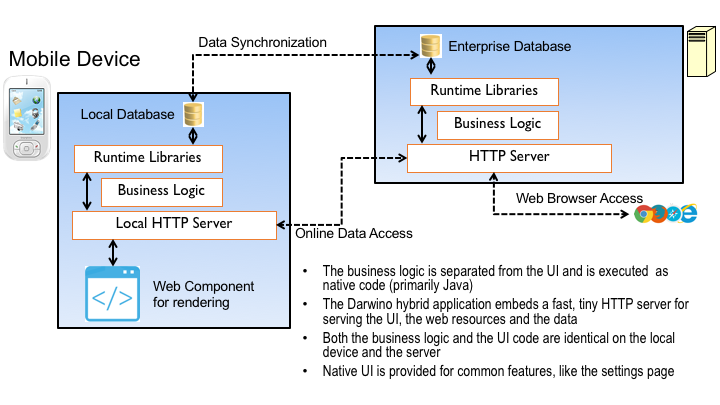 Data Synchronization
Enterprise Database
Mobile Device
Runtime Libraries
Local Database
Business Logic
Runtime Libraries
HTTP Server
Business Logic
Web Browser Access
Local HTTP Server
Online Data Access
Web Component
for rendering
</>
• The business logic is separated from the UI and is executed as
native code (primarily Java)
• The Darwino hybrid application embeds a fast, tiny HTTP server for
serving the UI, the web resources and the data
• Both the business logic and the UI code are identical on the local
device and the server
• Native UI is provided for common features, like the settings page